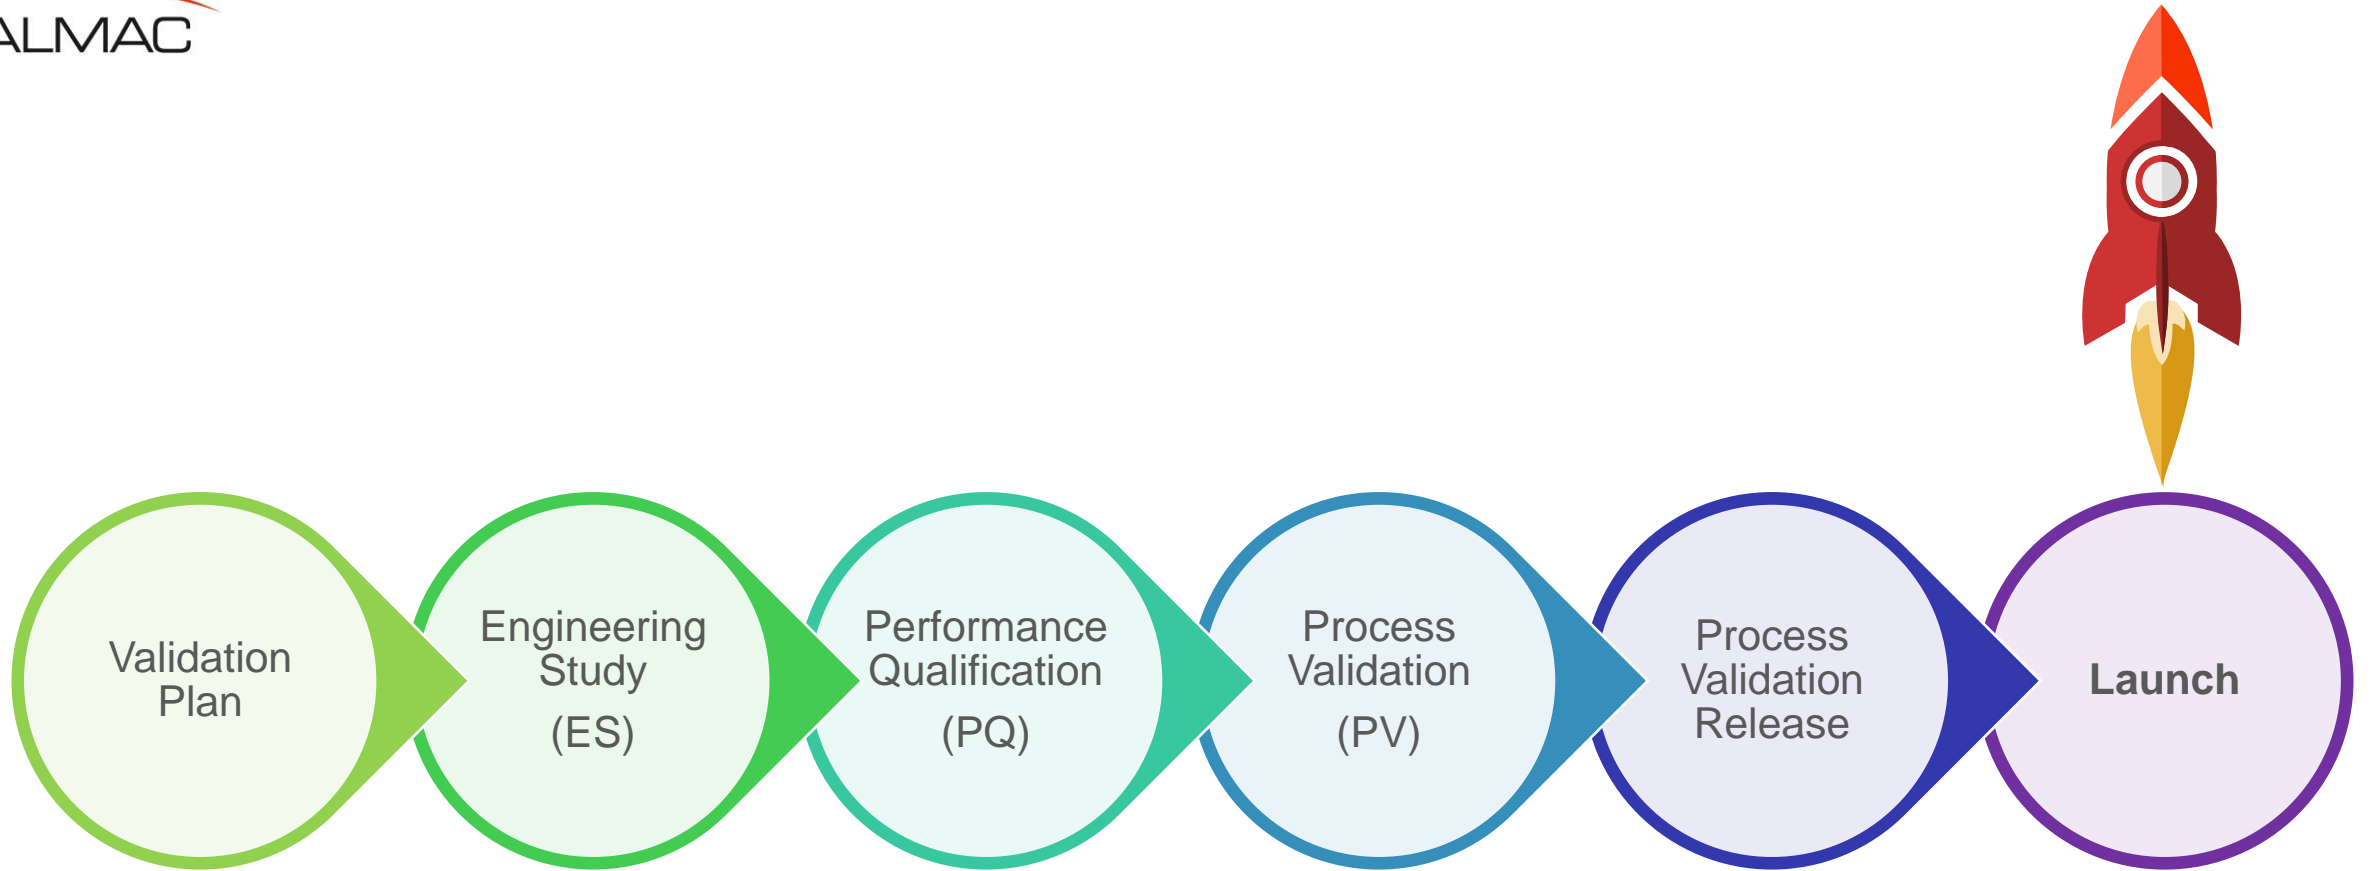 ALMAC
Validation
Plan
Engineering
Study
(ES)
Performance
Qualification
(PQ)
Process
Validation
(PV)
Process
Validation
Release
Launch